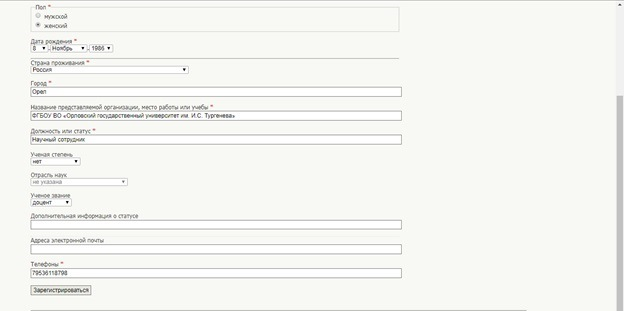 Пол *
мужской
женский
Дата рождения *
8 - Ноябрь - 1986
Страна проживания *
Россия
Город *
Орел
Название представляемой организации, место работы или учебы *
ФГБОУ ВО «Орловский государственный университет им. И.С. Тургенева»
Должность или статус *
Научный сотрудник
Ученая степень
нет
Отрасль наук
не указана
Ученое звание
доцент
Дополнительная информация о статусе
Адреса электронной почты
Телефоны *
79536118798
Зарегистрироваться